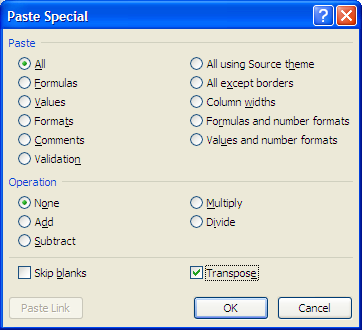 Paste Special
Paste
All
All using Source theme
Formulas
All except borders
Values
Column widths
Formats
Formulas and number formats
Comments
Values and number formats
Validation
Operation
None
Multiply
Add
Divide
Subtract
Skip blanks
Transpose
Paste Link
OK
Cancel